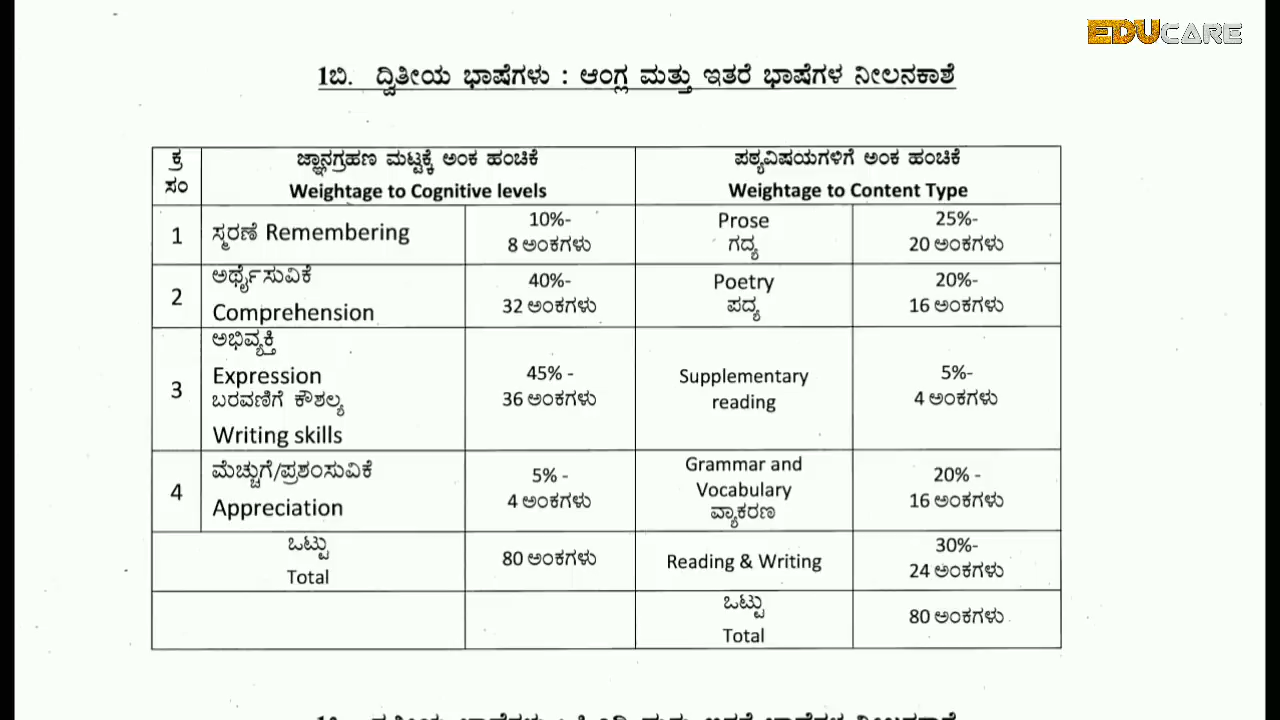 EDUCARE
1ಬಿ. ದ್ವಿತೀಯ ಭಾಷೆಗಳು : ಆಂಗ್ಲ ಮತ್ತು ಇತರೆ ಭಾಷೆಗಳ ನೀಲನಕಾಶೆ
ಕ್ರ ಸಂ
ಜ್ಞಾನಗ್ರಹಣ ಮಟ್ಟಕ್ಕೆ ಅಂಕ ಹಂಚಿಕೆ
Weightage to Cognitive levels
ಪಠ್ಯವಿಷಯಗಳಿಗೆ ಅಂಕ ಹಂಚಿಕೆ
Weightage to Content Type
1
ಸ್ಮರಣೆ Remembering
10%-
8 ಅಂಕಗಳು
Prose
ಗದ್ಯ
25%-
20 ಅಂಕಗಳು
2
ಅರ್ಥೈಸುವಿಕೆ
Comprehension
40%-
32 ಅಂಕಗಳು
Poetry
ಪದ್ಯ
20%-
16 ಅಂಕಗಳು
3
ಅಭಿವ್ಯಕ್ತಿ
Expression
ಬರವಣಿಗೆ ಕೌಶಲ್ಯ
Writing skills
45% -
36 ಅಂಕಗಳು
Supplementary
reading
5%-
4 ಅಂಕಗಳು
4
ಮೆಚ್ಚುಗೆ/ಪ್ರಶಂಸುವಿಕೆ
Appreciation
5% -
4 ಅಂಕಗಳು
Grammar and
Vocabulary
ವ್ಯಾಕರಣ
20% -
16 ಅಂಕಗಳು
ಒಟ್ಟು
Total
80 ಅಂಕಗಳು
Reading & Writing
30%-
24 ಅಂಕಗಳು
ಒಟ್ಟು
Total
80 ಅಂಕಗಳು